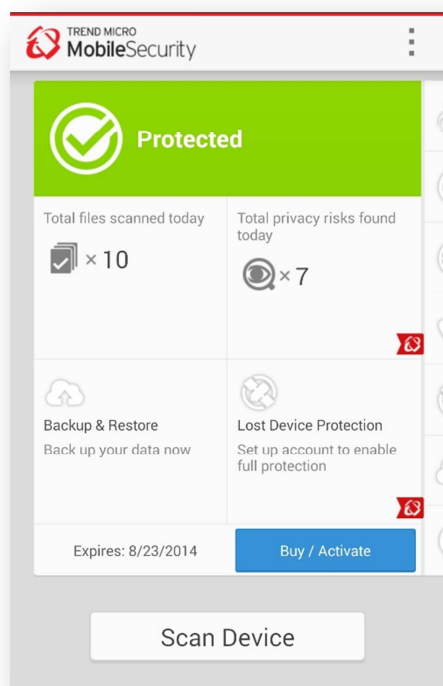 TREND MICRO
MobileSecurity
Protected
Total files scanned today
× 10
Total privacy risks found
today
× 7
Backup & Restore
Back up your data now
Lost Device Protection
Set up account to enable
full protection
Expires: 8/23/2014
Buy / Activate
Scan Device